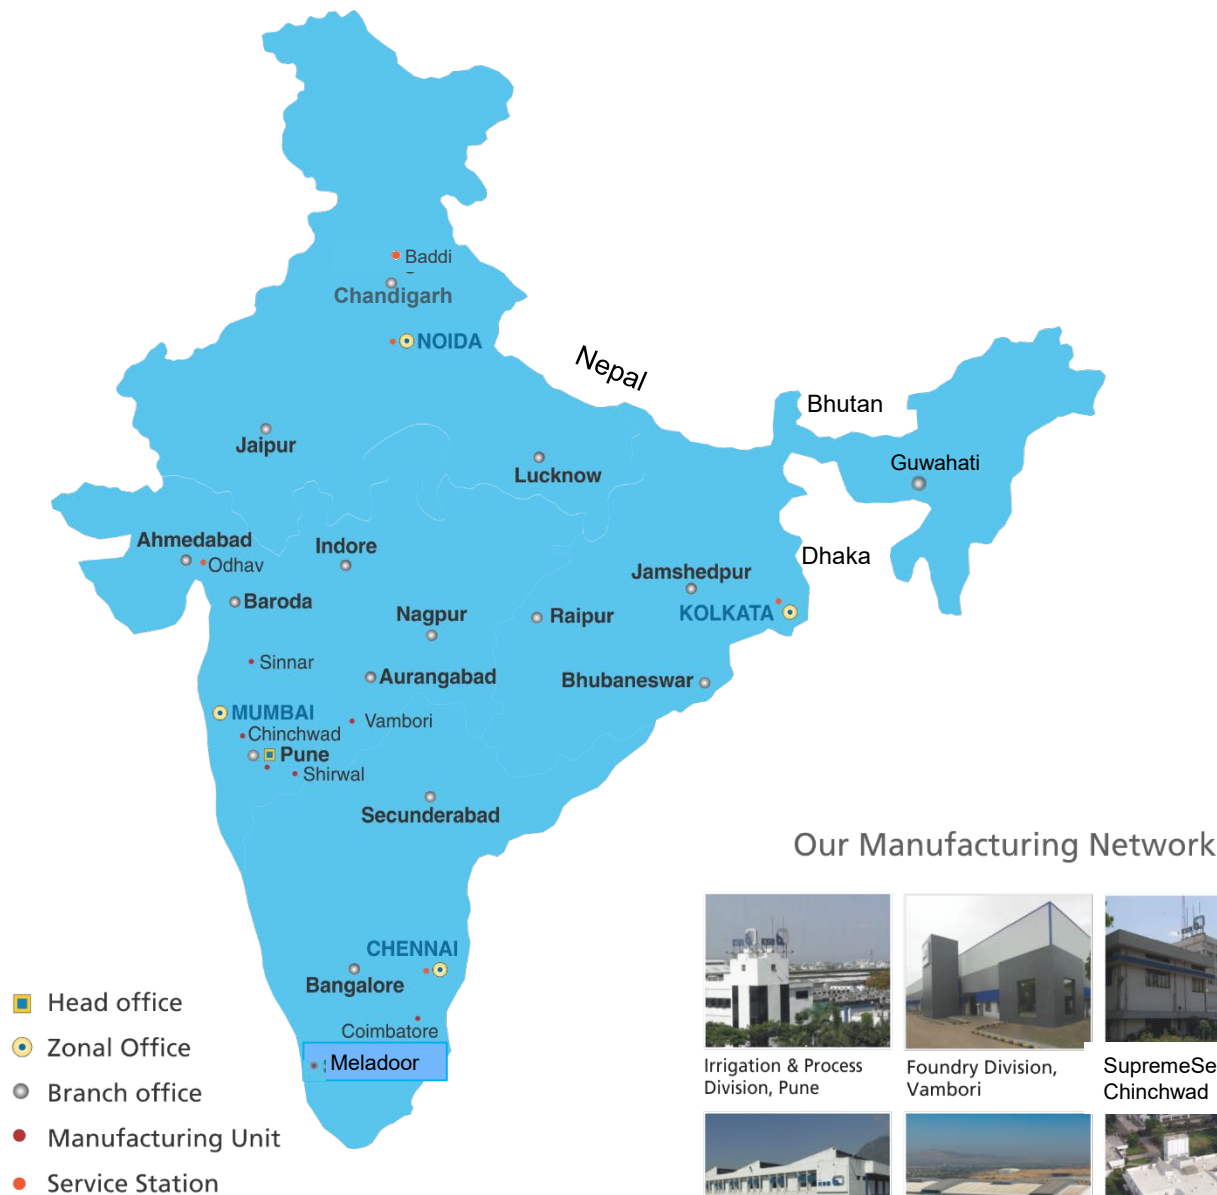 Baddi
Chandigarh
NOIDA
Nepal
Bhutan
Jaipur
Lucknow
Guwahati
Ahmedabad
Odhav
Indore
Dhaka
Jamshedpur
Baroda
Nagpur
Raipur
KOLKATA
Sinnar
Aurangabad
Bhubaneswar
MUMBAI
Vambori
Chinchwad
Pune
Shirwal
Secunderabad
Our Manufacturing Network
CHENNAI
Bangalore
Coimbatore
Meladoor
Head office
Zonal Office
Branch office
Manufacturing Unit
Service Station
Irrigation & Process
Division, Pune
Foundry Division,
Vambori
SupremeSe
Chinchwad